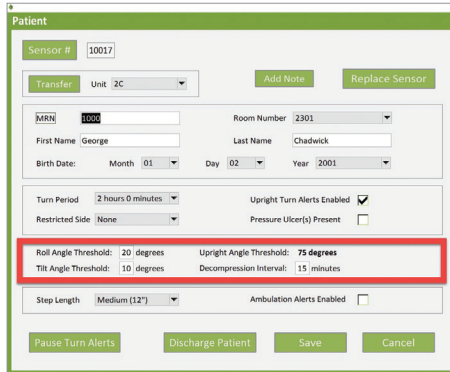 Patient
Sensor # 10017
Transfer Unit 2C Add Note Replace Sensor
MRN 1000 Room Number 2301
First Name George Last Name Chadwick
Birth Date: Month 01 Day 02 Year 2001
Turn Period 2 hours 0 minutes Upright Turn Alerts Enabled
Restricted Side None Pressure Ulcer(s) Present
Roll Angle Threshold: 20 degrees Upright Angle Threshold: 75 degrees
Tilt Angle Threshold: 10 degrees Decompression Interval: 15 minutes
Step Length Medium (12") Ambulation Alerts Enabled
Pause Turn Alerts Discharge Patient Save Cancel